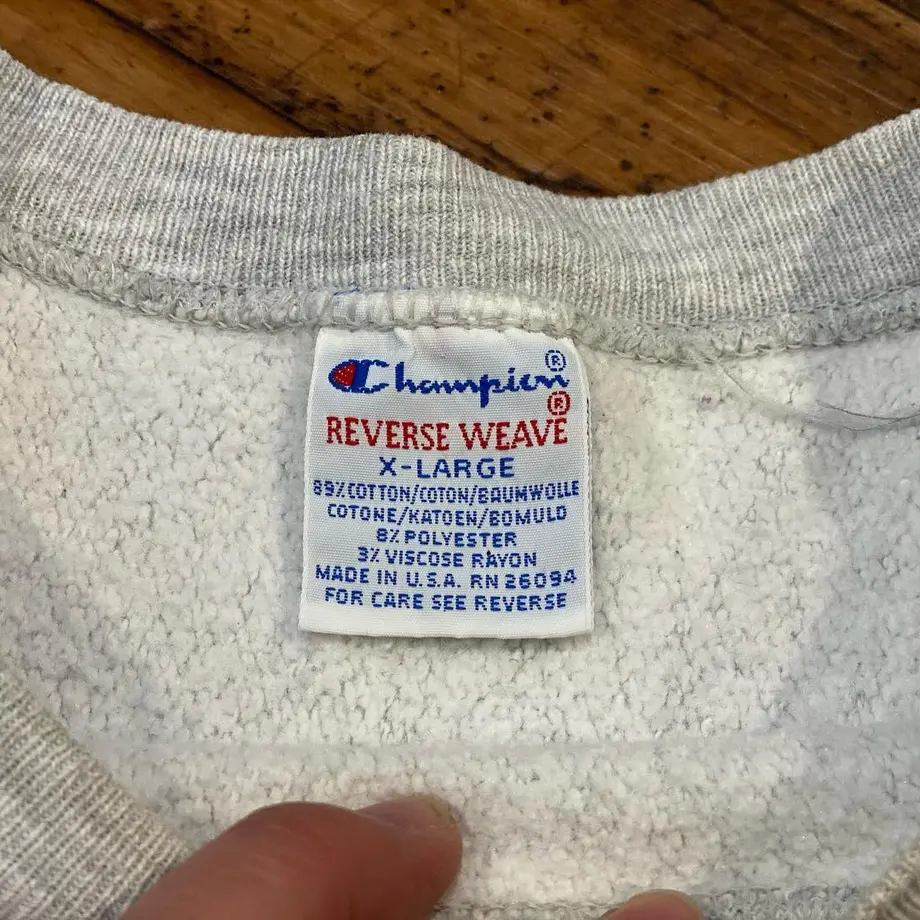 Champion®
REVERSE WEAVE®
X-LARGE
89% COTTON/COTON/BAUMWOLLE
COTONE/KATOEN/BOMULD
8% POLYESTER
3% VISCOSE RAYON
MADE IN U.S.A. RN 26094
FOR CARE SEE REVERSE